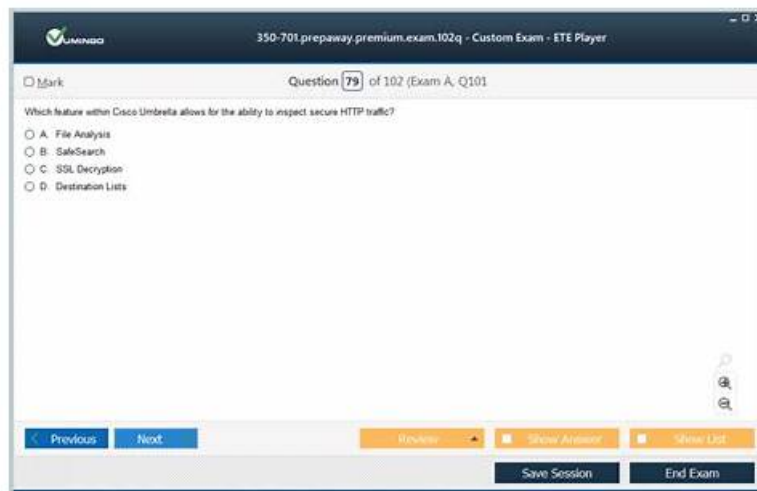 VUMINGO
350-701.prepaway.premium.exam.102q - Custom Exam - ETE Player
Mark
Question 79 of 102 (Exam A, Q101
Which feature within Cisco Umbrella allows for the ability to inspect secure HTTP traffic?
A. File Analysis
B. SafeSearch
C. SSL Decryption
D. Destination Lists
Previous
Next
Review
Show Answer
Show List
Save Session
End Exam